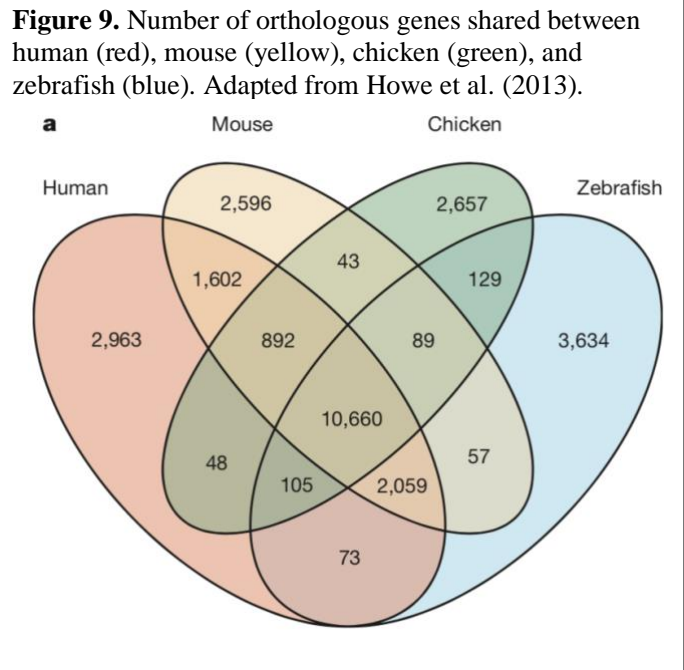 Figure 9. Number of orthologous genes shared between
human (red), mouse (yellow), chicken (green), and
zebrafish (blue). Adapted from Howe et al. (2013).
a
Mouse
Chicken
Human
Zebrafish
2,596
2,657
43
1,602
129
2,963
892
89
3,634
10,660
48
57
105
2,059
73